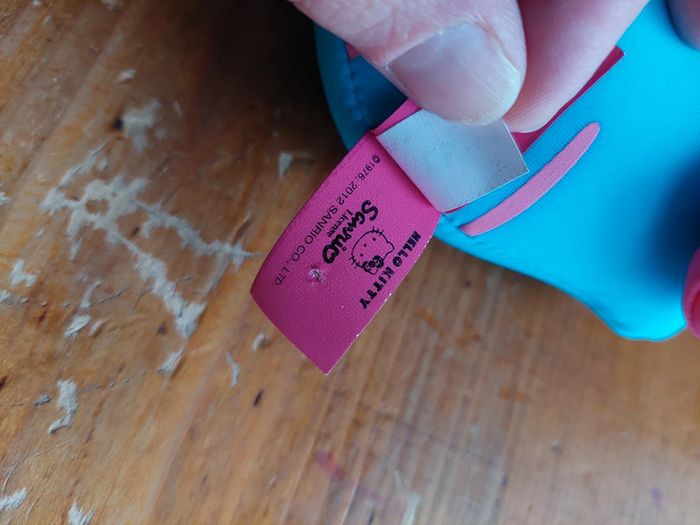 HELLO KITTY
Sanrio
License
©1976, 2012 SANRIO CO., LTD.